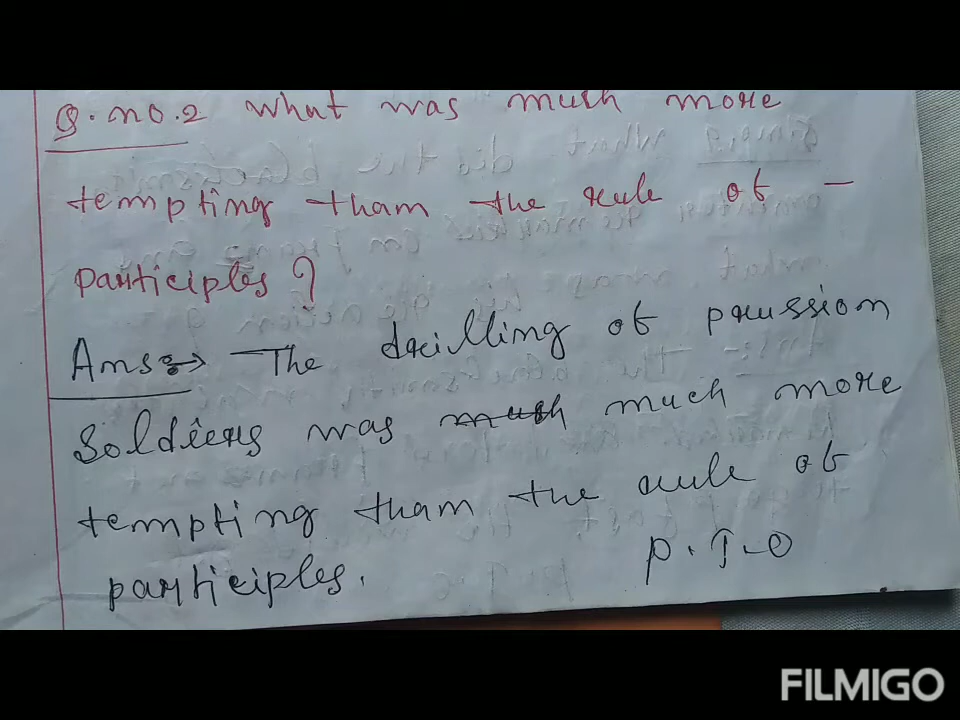 Q.no.2 what was much more
tempting than the rule of -
participles?
Ans:-> The drilling of prussion
Soldiers was much much more
tempting than the rule of
participles.
P.T.O
FILMIGO